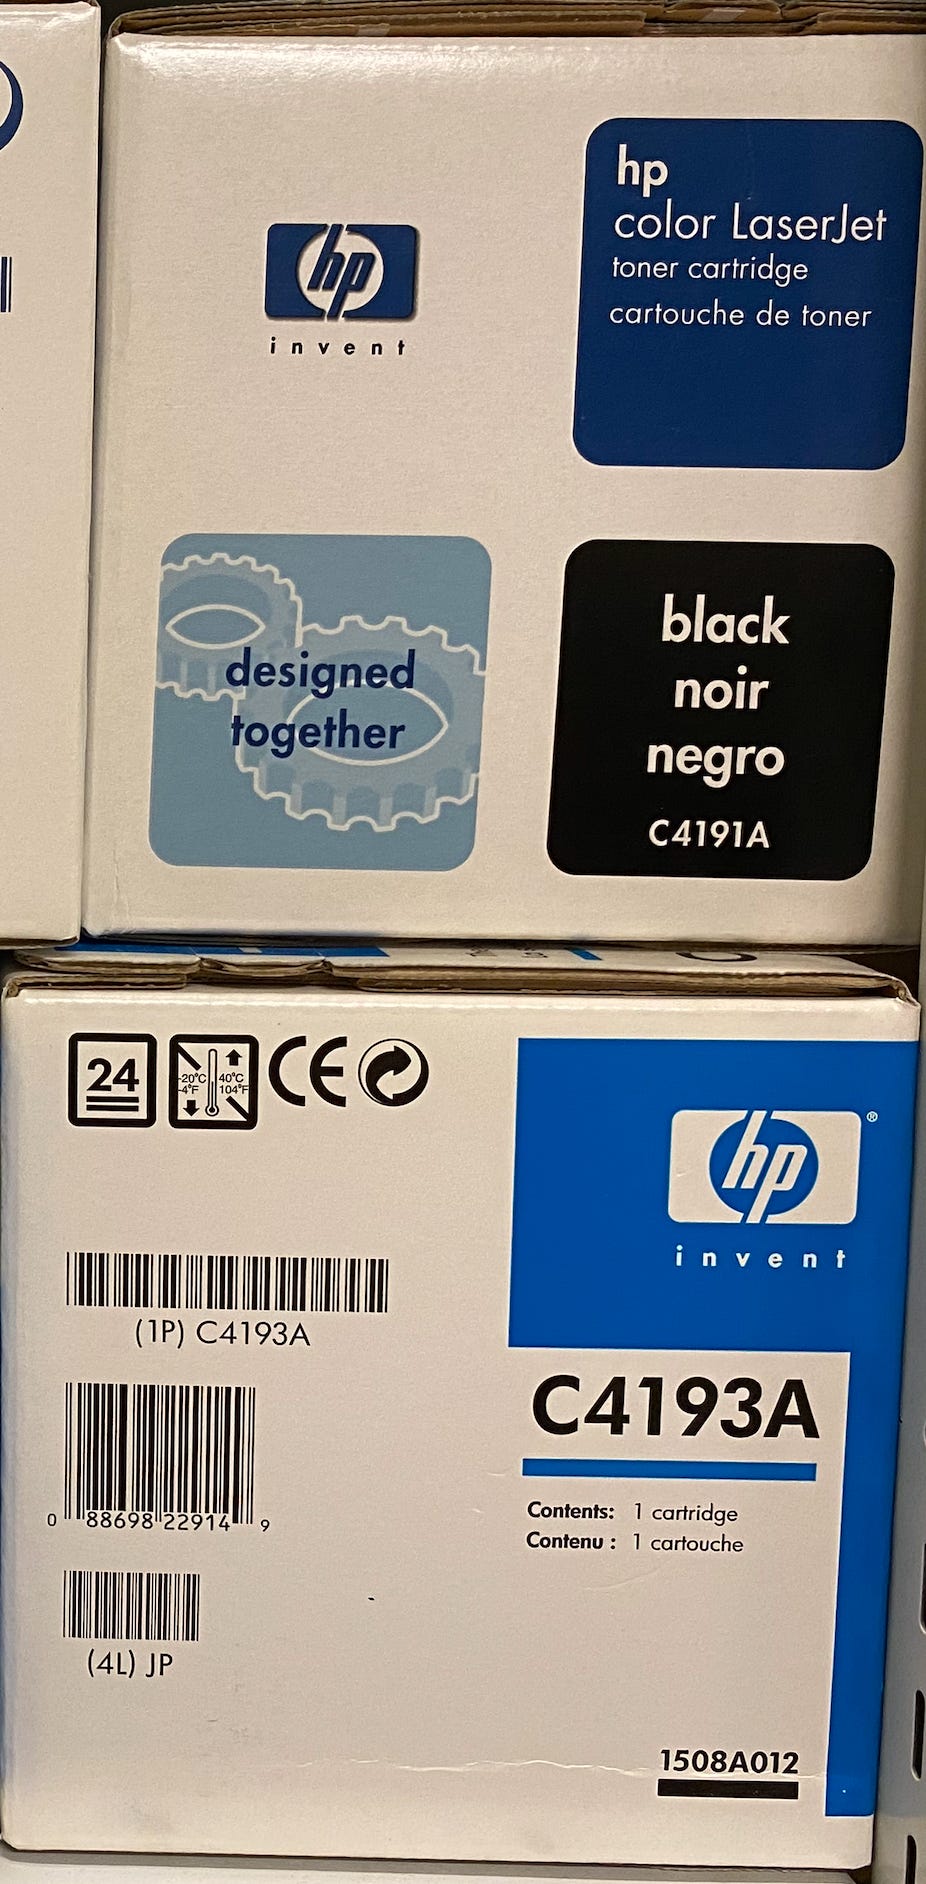 hp
color LaserJet
toner cartridge
cartouche de toner
hp
invent
designed
together
black
noir
negro
C4191A
24
-20°C 40°C
-4°F 104°F
CE
hp®
invent
(1P) C4193A
C4193A
0 88698 22914 9
Contents: 1 cartridge
Contenu : 1 cartouche
(4L) JP
1508A012